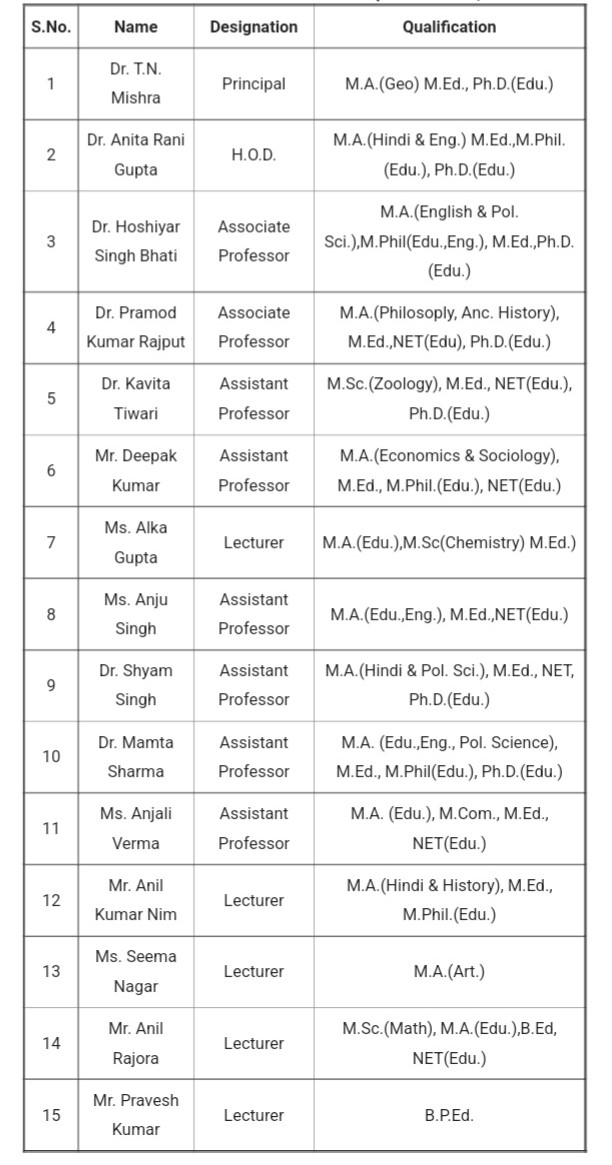 S.No. Name Designation Qualification
1 Dr. T.N. Mishra Principal M.A.(Geo) M.Ed., Ph.D.(Edu.)
2 Dr. Anita Rani Gupta H.O.D. M.A.(Hindi & Eng.) M.Ed.,M.Phil.(Edu.), Ph.D.(Edu.)
3 Dr. Hoshiyar Singh Bhati Associate Professor M.A.(English & Pol. Sci.),M.Phil(Edu.,Eng.), M.Ed.,Ph.D.(Edu.)
4 Dr. Pramod Kumar Rajput Associate Professor M.A.(Philosoply, Anc. History), M.Ed.,NET(Edu), Ph.D.(Edu.)
5 Dr. Kavita Tiwari Assistant Professor M.Sc.(Zoology), M.Ed., NET(Edu.), Ph.D.(Edu.)
6 Mr. Deepak Kumar Assistant Professor M.A.(Economics & Sociology), M.Ed., M.Phil.(Edu.), NET(Edu.)
7 Ms. Alka Gupta Lecturer M.A.(Edu.),M.Sc(Chemistry) M.Ed.)
8 Ms. Anju Singh Assistant Professor M.A.(Edu.,Eng.), M.Ed.,NET(Edu.)
9 Dr. Shyam Singh Assistant Professor M.A.(Hindi & Pol. Sci.), M.Ed., NET, Ph.D.(Edu.)
10 Dr. Mamta Sharma Assistant Professor M.A. (Edu.,Eng., Pol. Science), M.Ed., M.Phil(Edu.), Ph.D.(Edu.)
11 Ms. Anjali Verma Assistant Professor M.A. (Edu.), M.Com., M.Ed., NET(Edu.)
12 Mr. Anil Kumar Nim Lecturer M.A.(Hindi & History), M.Ed., M.Phil.(Edu.)
13 Ms. Seema Nagar Lecturer M.A.(Art.)
14 Mr. Anil Rajora Lecturer M.Sc.(Math), M.A.(Edu.),B.Ed, NET(Edu.)
15 Mr. Pravesh Kumar Lecturer B.P.Ed.